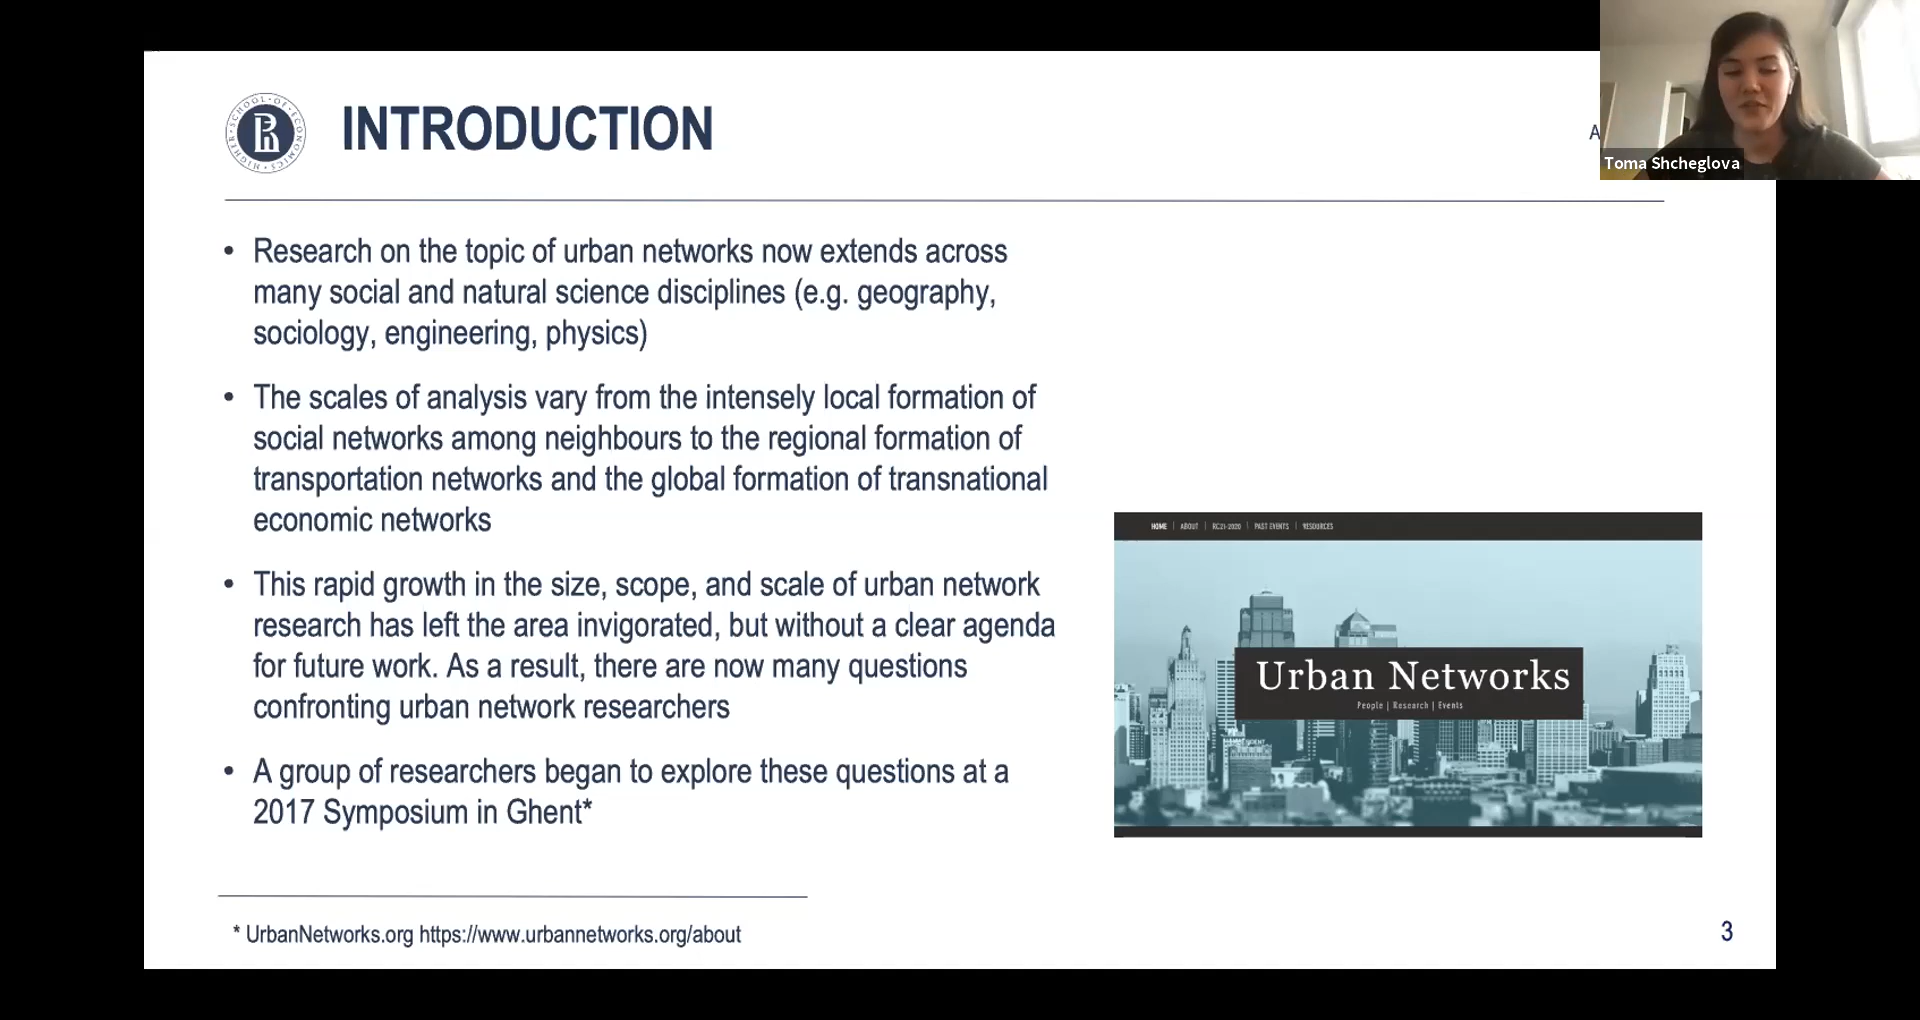 HIGHER · SCHOOL · OF · ECONOMICS
INTRODUCTION
A
Toma Shcheglova
• Research on the topic of urban networks now extends across
many social and natural science disciplines (e.g. geography,
sociology, engineering, physics)
• The scales of analysis vary from the intensely local formation of
social networks among neighbours to the regional formation of
transportation networks and the global formation of transnational
economic networks
• This rapid growth in the size, scope, and scale of urban network
research has left the area invigorated, but without a clear agenda
for future work. As a result, there are now many questions
confronting urban network researchers
• A group of researchers began to explore these questions at a
2017 Symposium in Ghent*
HOME | ABOUT | RC21-2020 | PAST EVENTS | RESOURCES
Urban Networks
People | Research | Events
* UrbanNetworks.org https://www.urbannetworks.org/about
3